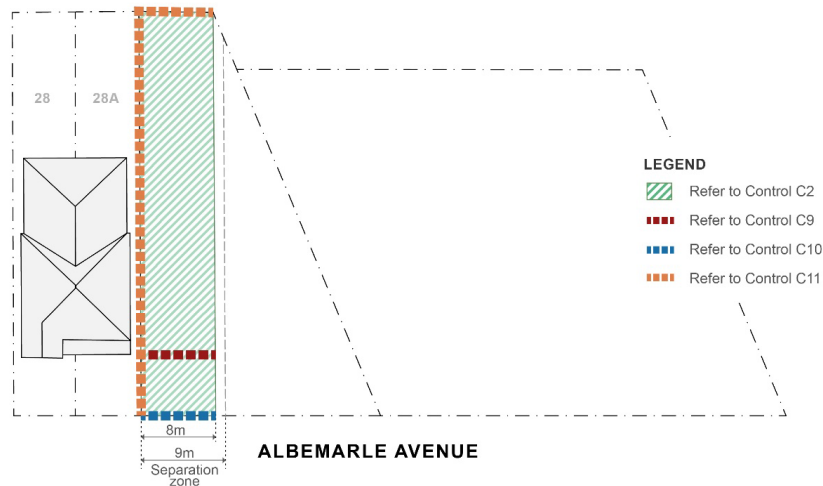 28
28A
LEGEND
Refer to Control C2
Refer to Control C9
Refer to Control C10
Refer to Control C11
8m
9m
Separation
zone
ALBEMARLE AVENUE